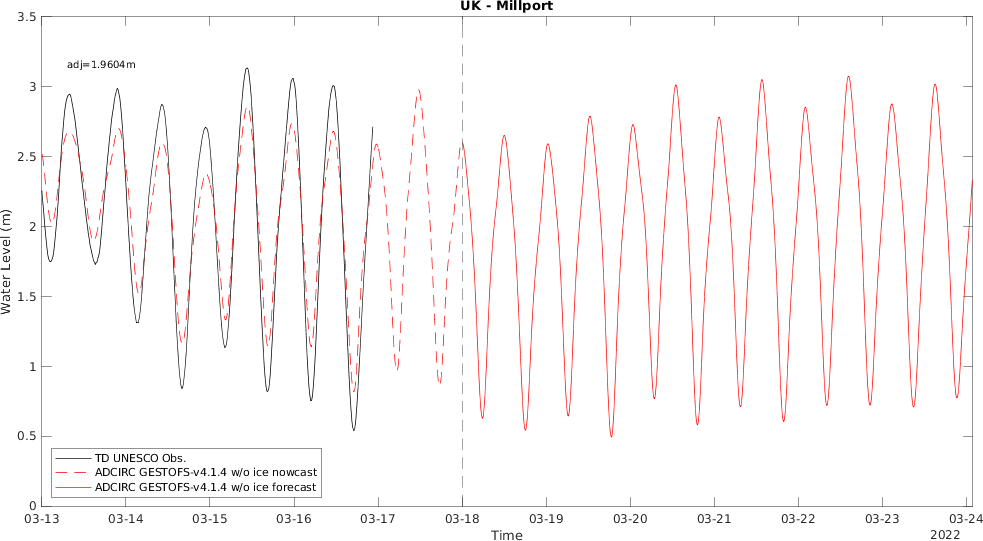 UK - Millport
adj=1.9604m
Water Level (m)
3.5
3
2.5
2
1.5
1
0.5
0
TD UNESCO Obs.
ADCIRC GESTOFS-v4.1.4 w/o ice nowcast
ADCIRC GESTOFS-v4.1.4 w/o ice forecast
03-13 03-14 03-15 03-16 03-17 03-18 03-19 03-20 03-21 03-22 03-23 03-24
Time
2022